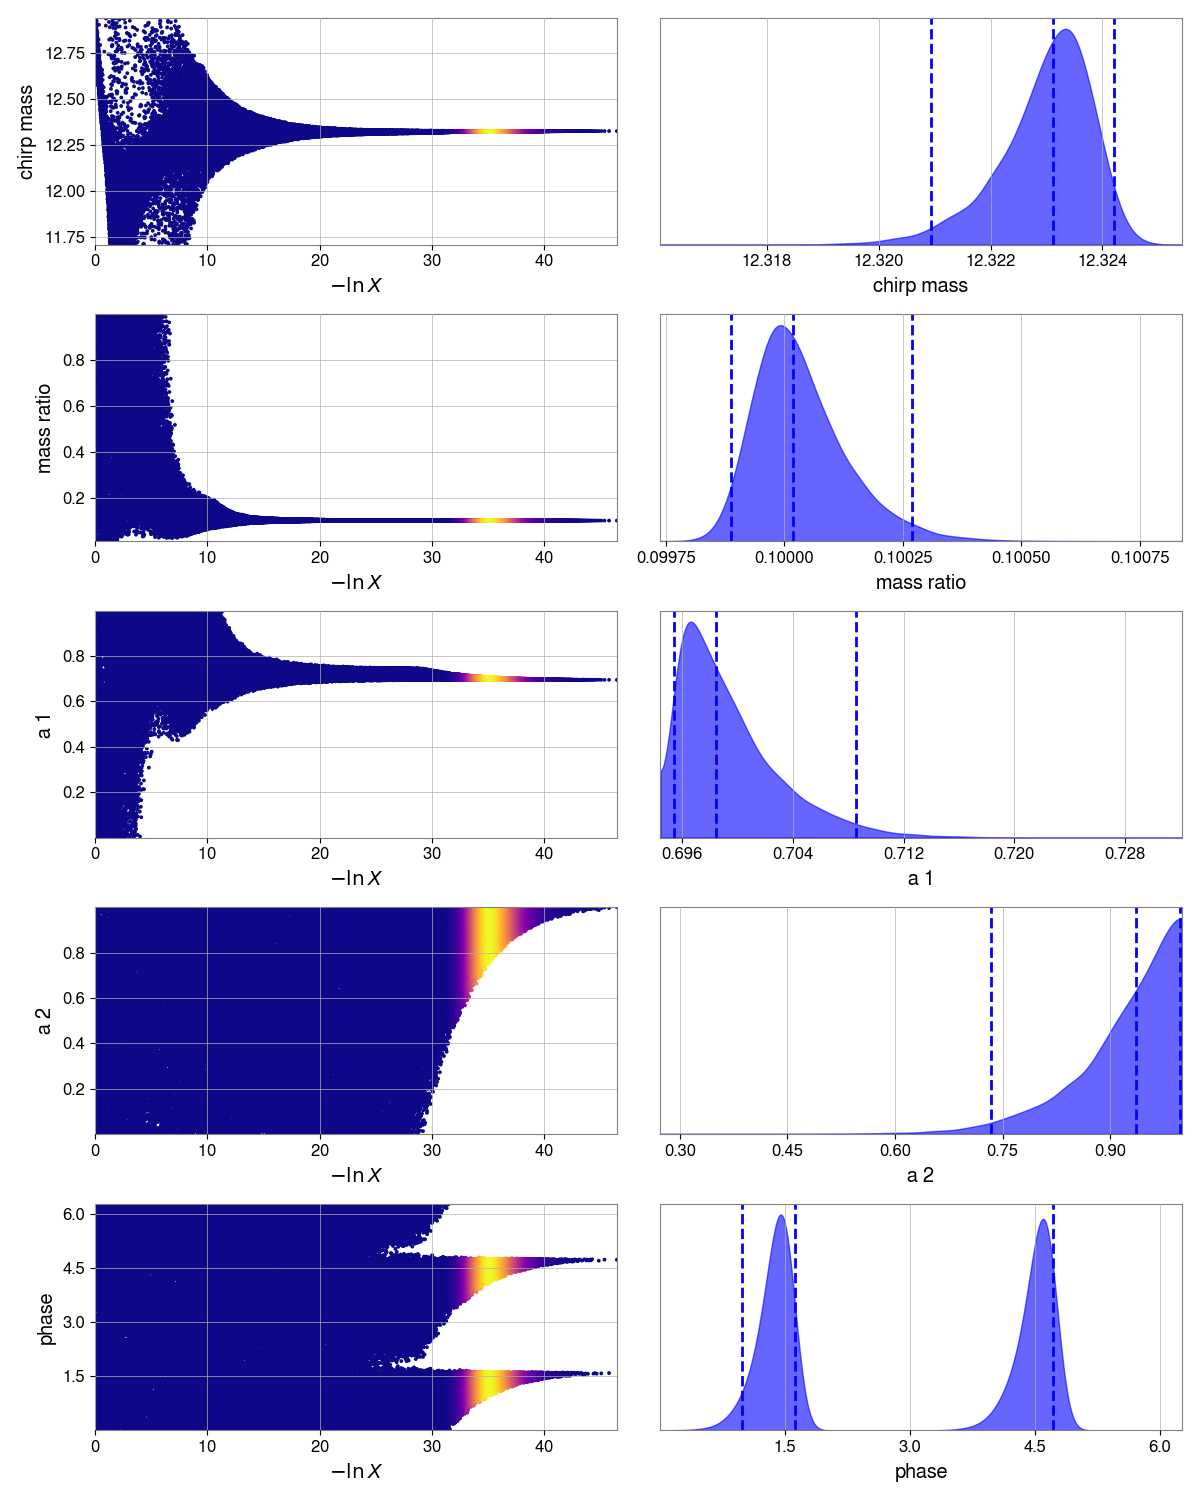 12.75
12.50
12.25
12.00
11.75
chirp mass
0 10 20 30 40
−ln X
12.318 12.320 12.322 12.324
chirp mass
0.8
0.6
0.4
0.2
mass ratio
0 10 20 30 40
−ln X
0.09975 0.10000 0.10025 0.10050 0.10075
mass ratio
0.8
0.6
0.4
0.2
a 1
0 10 20 30 40
−ln X
0.696 0.704 0.712 0.720 0.728
a 1
0.8
0.6
0.4
0.2
a 2
0 10 20 30 40
−ln X
0.30 0.45 0.60 0.75 0.90
a 2
6.0
4.5
3.0
1.5
phase
0 10 20 30 40
−ln X
1.5 3.0 4.5 6.0
phase